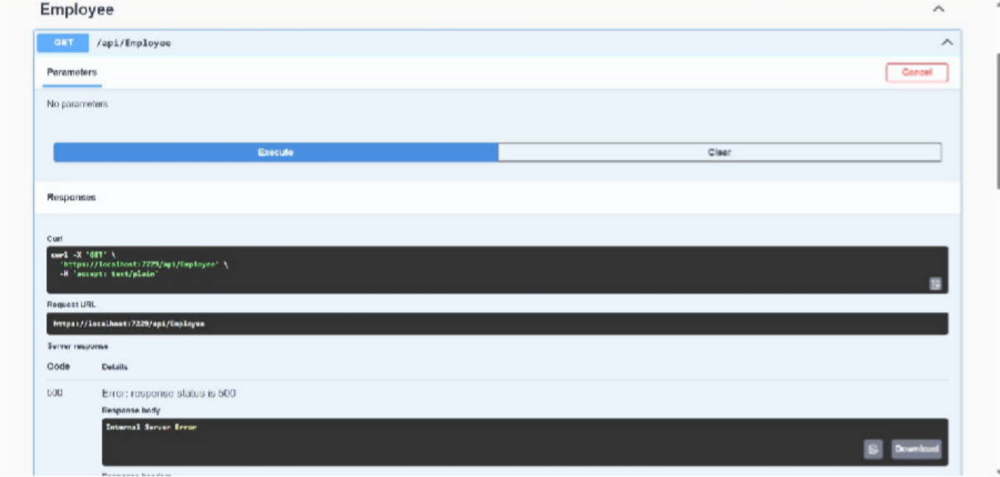 Employee
GET /api/Employee
Parameters
Cancel
No parameters
Execute
Clear
Responses
Curl
curl -X 'GET' \
'https://localhost:7229/api/Employee' \
-H 'accept: text/plain'
Request URL
https://localhost:7229/api/Employee
Server response
Code Details
500 Error: response status is 500
Response body
Internal Server Error
Download